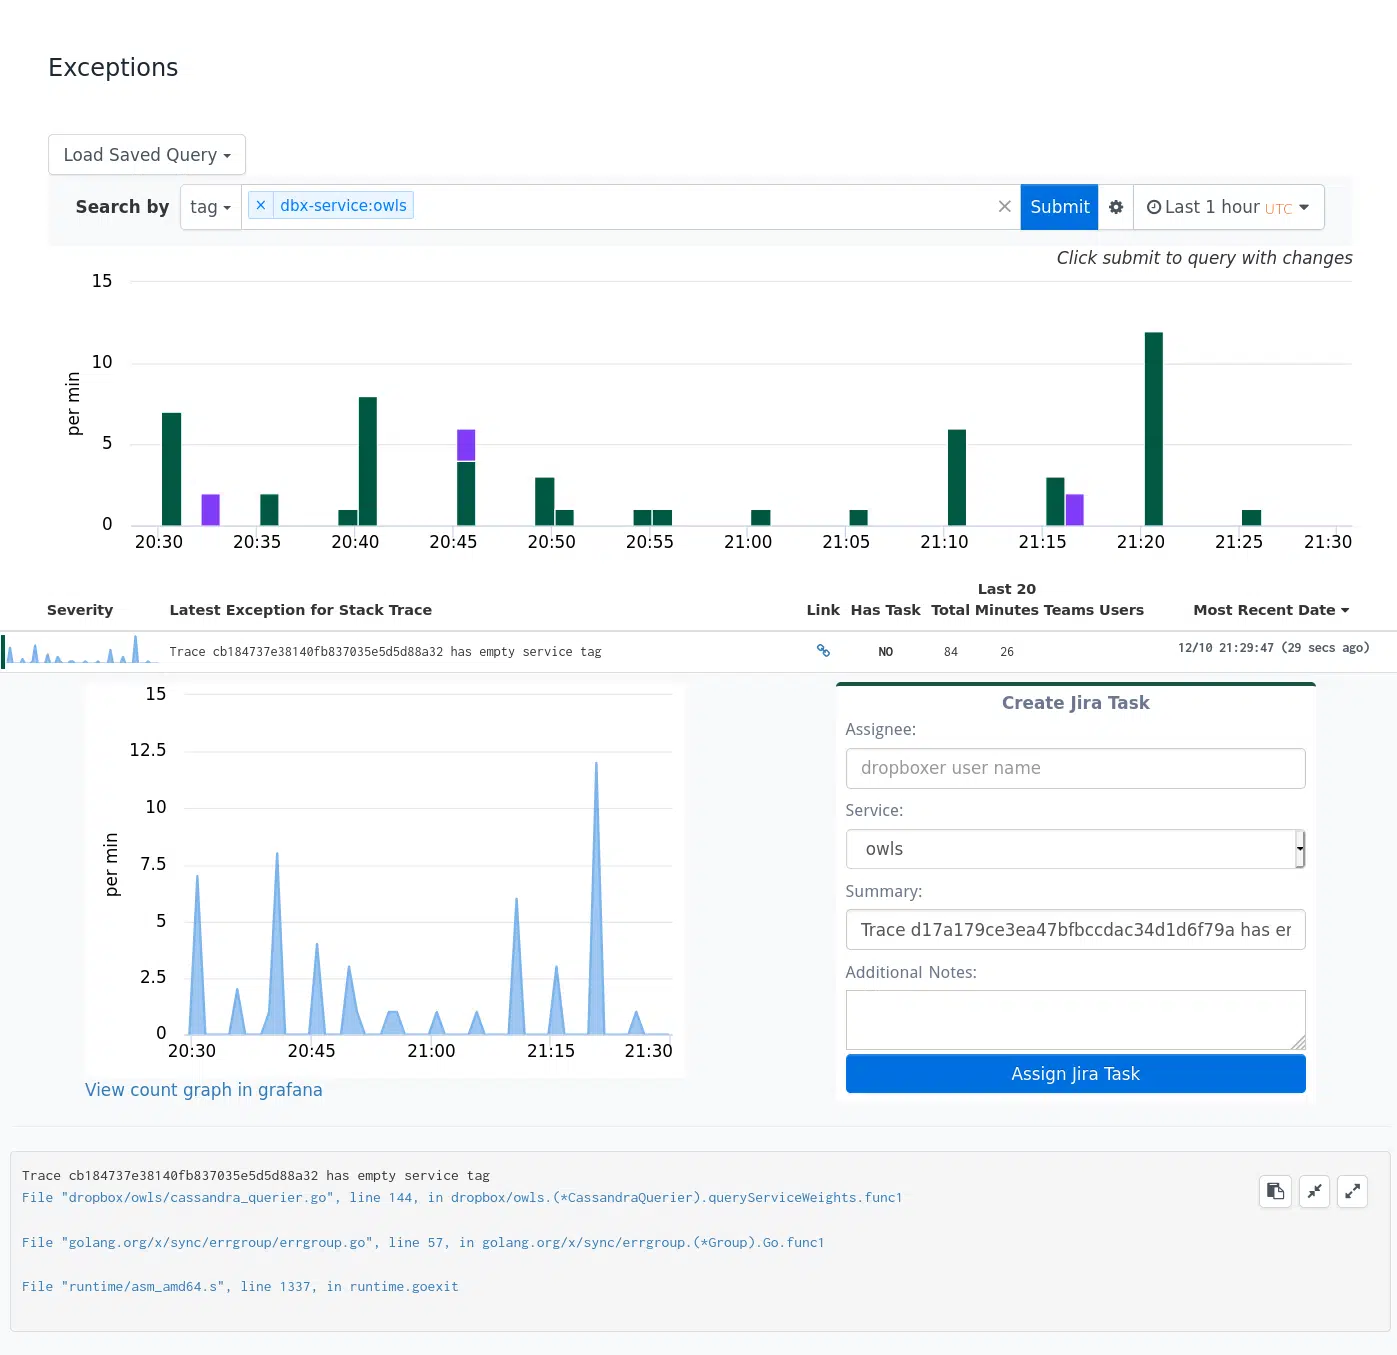 Exceptions
Load Saved Query
Search by tag × dbx-service:owls × Submit Last 1 hour UTC
Click submit to query with changes
15
10
5
0
per min
20:30 20:35 20:40 20:45 20:50 20:55 21:00 21:05 21:10 21:15 21:20 21:25 21:30
Last 20
Severity Latest Exception for Stack Trace Link Has Task Total Minutes Teams Users Most Recent Date
Trace cb184737e38140fb837035e5d5d88a32 has empty service tag NO 84 26 12/10 21:29:47 (29 secs ago)
15
12.5
10
7.5
5
2.5
0
per min
20:30 20:45 21:00 21:15 21:30
View count graph in grafana
Create Jira Task
Assignee:
dropboxer user name
Service:
owls
Summary:
Trace d17a179ce3ea47bfbccdac34d1d6f79a has er
Additional Notes:
Assign Jira Task
Trace cb184737e38140fb837035e5d5d88a32 has empty service tag
File "dropbox/owls/cassandra_querier.go", line 144, in dropbox/owls.(*CassandraQuerier).queryServiceWeights.func1
File "golang.org/x/sync/errgroup/errgroup.go", line 57, in golang.org/x/sync/errgroup.(*Group).Go.func1
File "runtime/asm_amd64.s", line 1337, in runtime.goexit